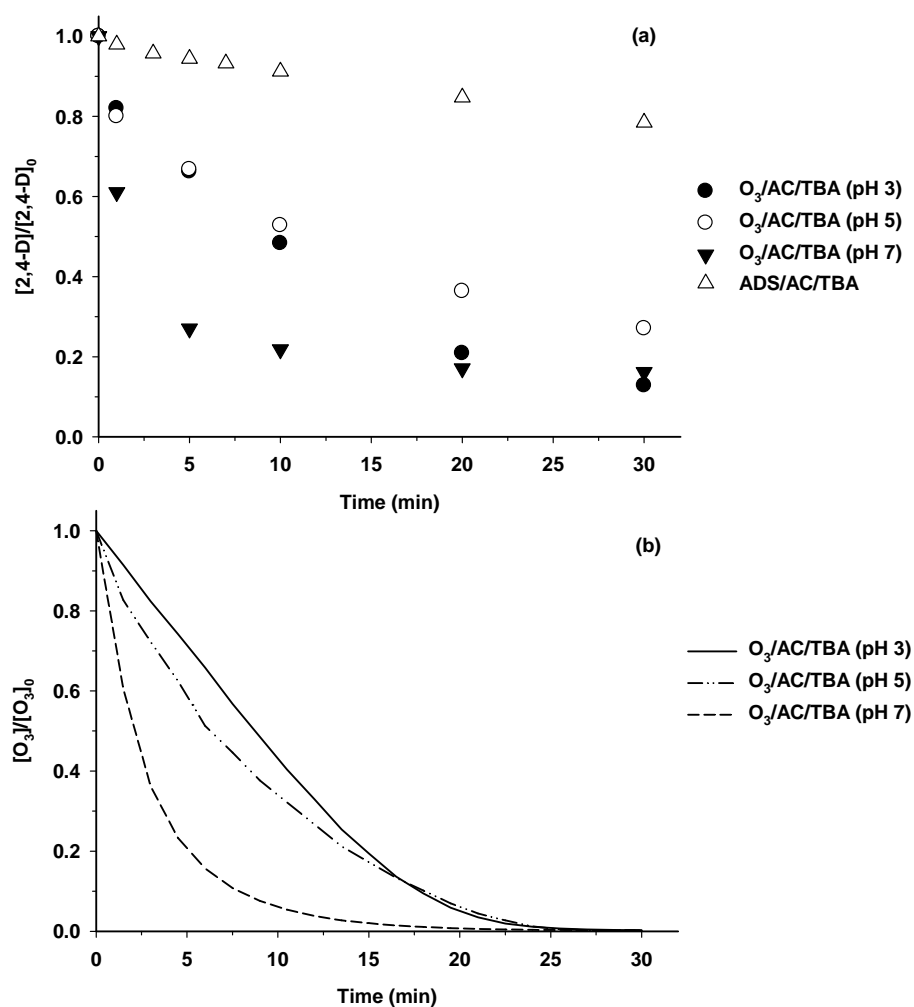 (a)
1.0
0.8
0.6
0.4
0.2
0.0
[2,4-D]/[2,4-D]₀
0 5 10 15 20 25 30
Time (min)
O₃/AC/TBA (pH 3)
O₃/AC/TBA (pH 5)
O₃/AC/TBA (pH 7)
ADS/AC/TBA
(b)
1.0
0.8
0.6
0.4
0.2
0.0
[O₃]/[O₃]₀
0 5 10 15 20 25 30
Time (min)
O₃/AC/TBA (pH 3)
O₃/AC/TBA (pH 5)
O₃/AC/TBA (pH 7)